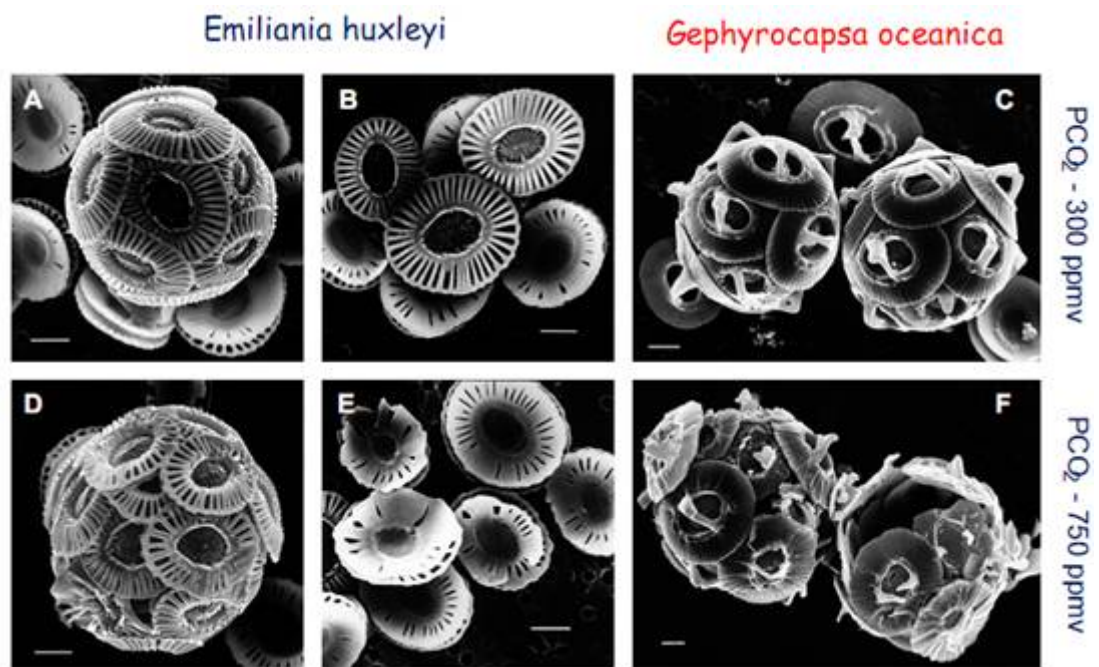 Emiliania huxleyi
Gephyrocapsa oceanica
A
B
C
PCO₂ - 300 ppmv
D
E
F
PCO₂ - 750 ppmv